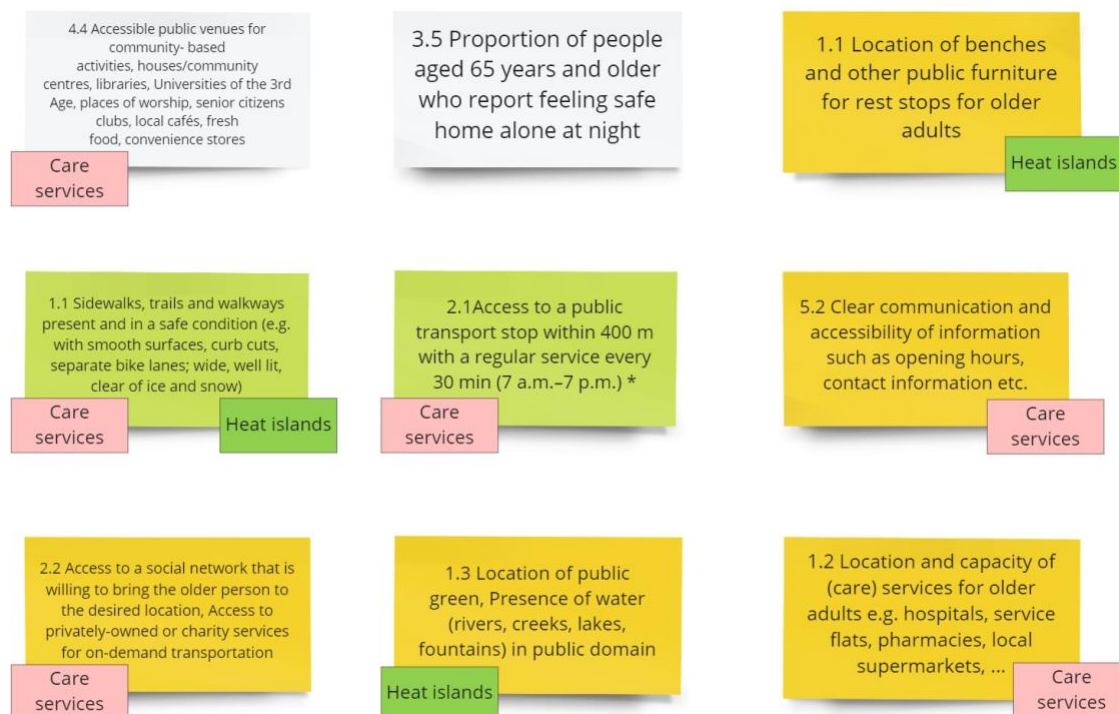 4.4 Accessible public venues for
community- based
activities, houses/community
centres, libraries, Universities of the 3rd
Age, places of worship, senior citizens
clubs, local cafés, fresh
food, convenience stores
Care
services
3.5 Proportion of people
aged 65 years and older
who report feeling safe
home alone at night
1.1 Location of benches
and other public furniture
for rest stops for older
adults
Heat islands
1.1 Sidewalks, trails and walkways
present and in a safe condition (e.g.
with smooth surfaces, curb cuts,
separate bike lanes; wide, well lit,
clear of ice and snow)
Care
services
Heat islands
2.1Access to a public
transport stop within 400 m
with a regular service every
30 min (7 a.m.–7 p.m.) *
Care
services
5.2 Clear communication and
accessibility of information
such as opening hours,
contact information etc.
Care
services
2.2 Access to a social network that is
willing to bring the older person to
the desired location, Access to
privately-owned or charity services
for on-demand transportation
Care
services
1.3 Location of public
green, Presence of water
(rivers, creeks, lakes,
fountains) in public domain
Heat islands
1.2 Location and capacity of
(care) services for older
adults e.g. hospitals, service
flats, pharmacies, local
supermarkets, ...
Care
services